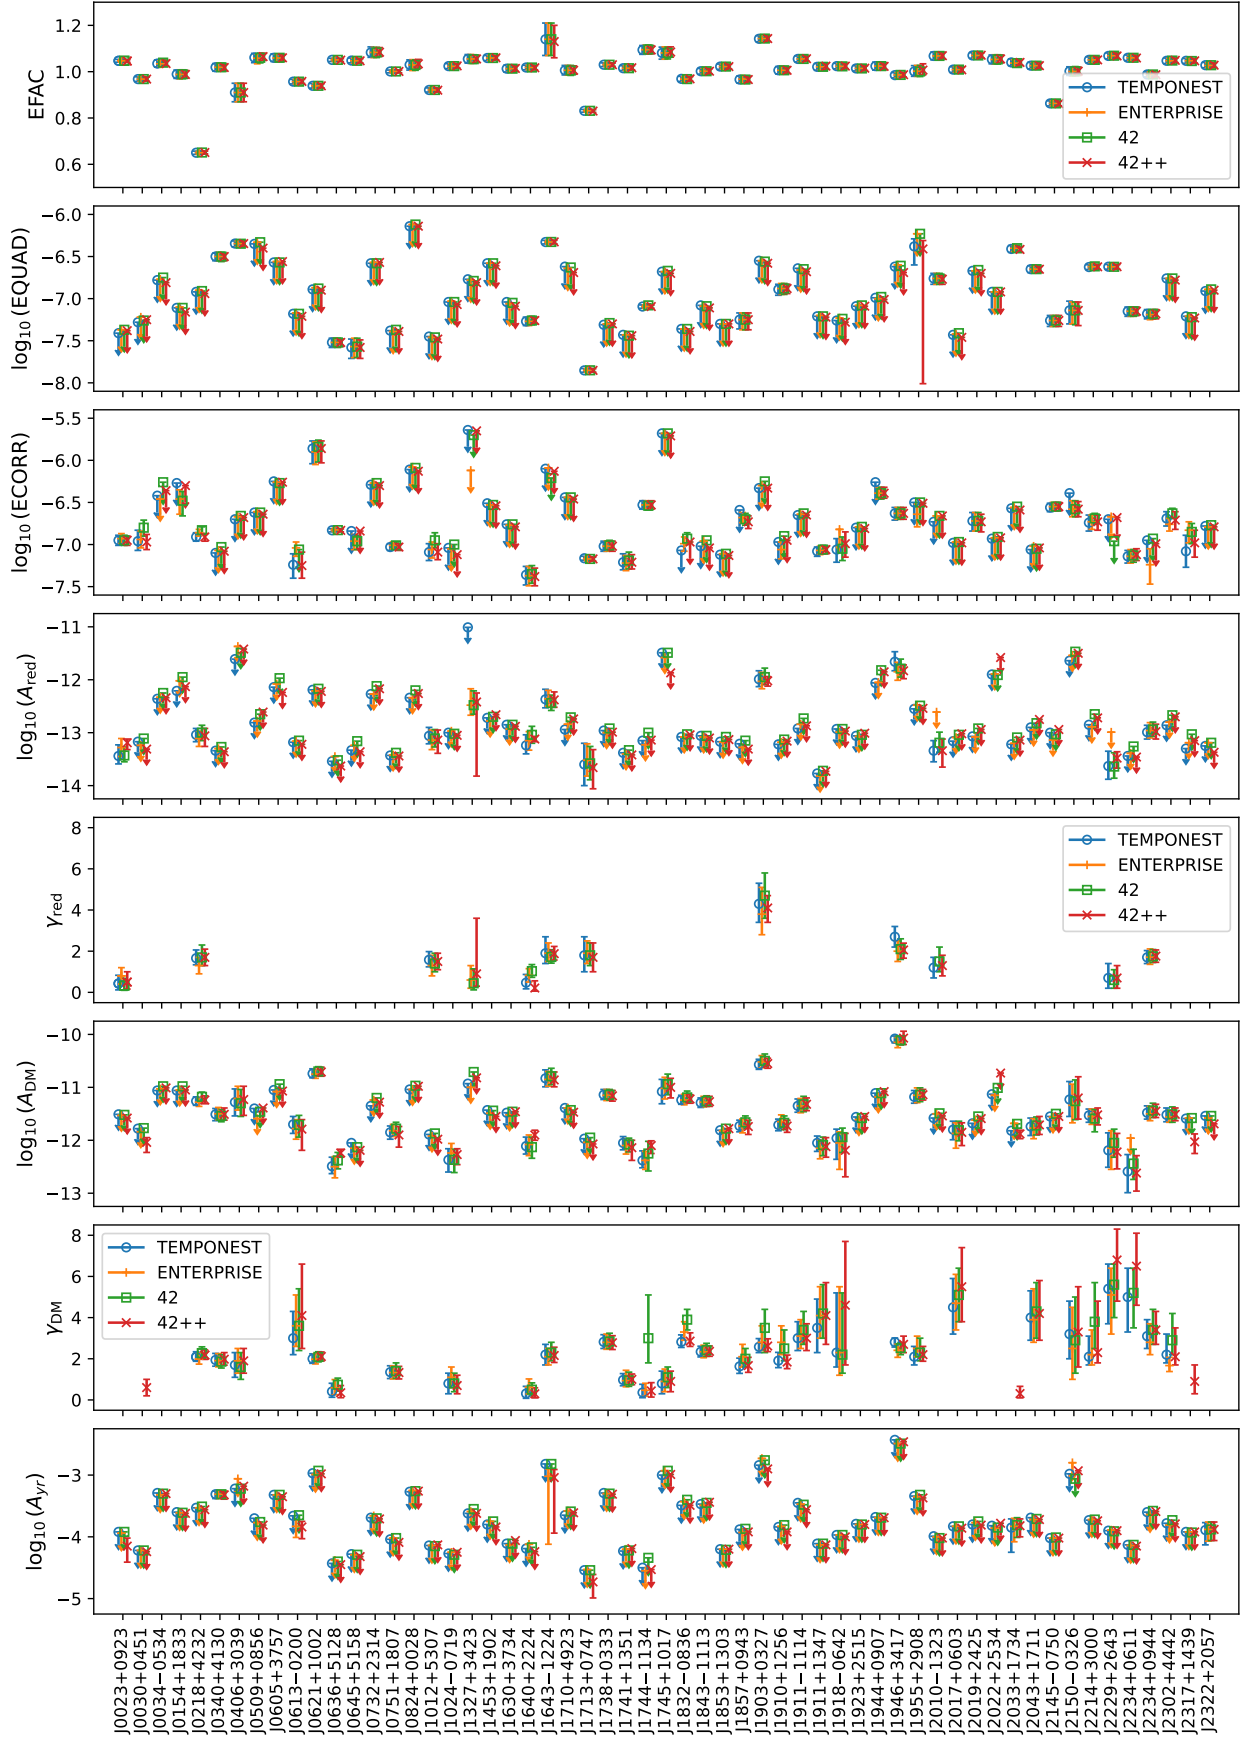 EFAC
1.2
1.0
0.8
0.6
TEMPONEST
ENTERPRISE
42
42++
log10 (EQUAD)
−6.0
−6.5
−7.0
−7.5
−8.0
log10 (ECORR)
−5.5
−6.0
−6.5
−7.0
−7.5
log10 (Ared)
−11
−12
−13
−14
γred
8
6
4
2
0
TEMPONEST
ENTERPRISE
42
42++
log10 (ADM)
−10
−11
−12
−13
γDM
8
6
4
2
0
TEMPONEST
ENTERPRISE
42
42++
log10 (Ayr)
−3
−4
−5
J0023+0923
J0030+0451
J0034−0534
J0154+1833
J0218+4232
J0340+4130
J0406+3039
J0509+0856
J0605+3757
J0613−0200
J0621+1002
J0636+5128
J0645+5158
J0732+2314
J0751+1807
J0824+0028
J1012+5307
J1024−0719
J1327+3423
J1453+1902
J1630+3734
J1640+2224
J1643−1224
J1710+4923
J1713+0747
J1738+0333
J1741+1351
J1744−1134
J1745+1017
J1832−0836
J1843−1113
J1853+1303
J1857+0943
J1903+0327
J1910+1256
J1911−1114
J1911+1347
J1918−0642
J1923+2515
J1944+0907
J1946+3417
J1955+2908
J2010−1323
J2017+0603
J2019+2425
J2022+2534
J2033+1734
J2043+1711
J2145−0750
J2150−0326
J2214+3000
J2229+2643
J2234+0611
J2234+0944
J2302+4442
J2317+1439
J2322+2057